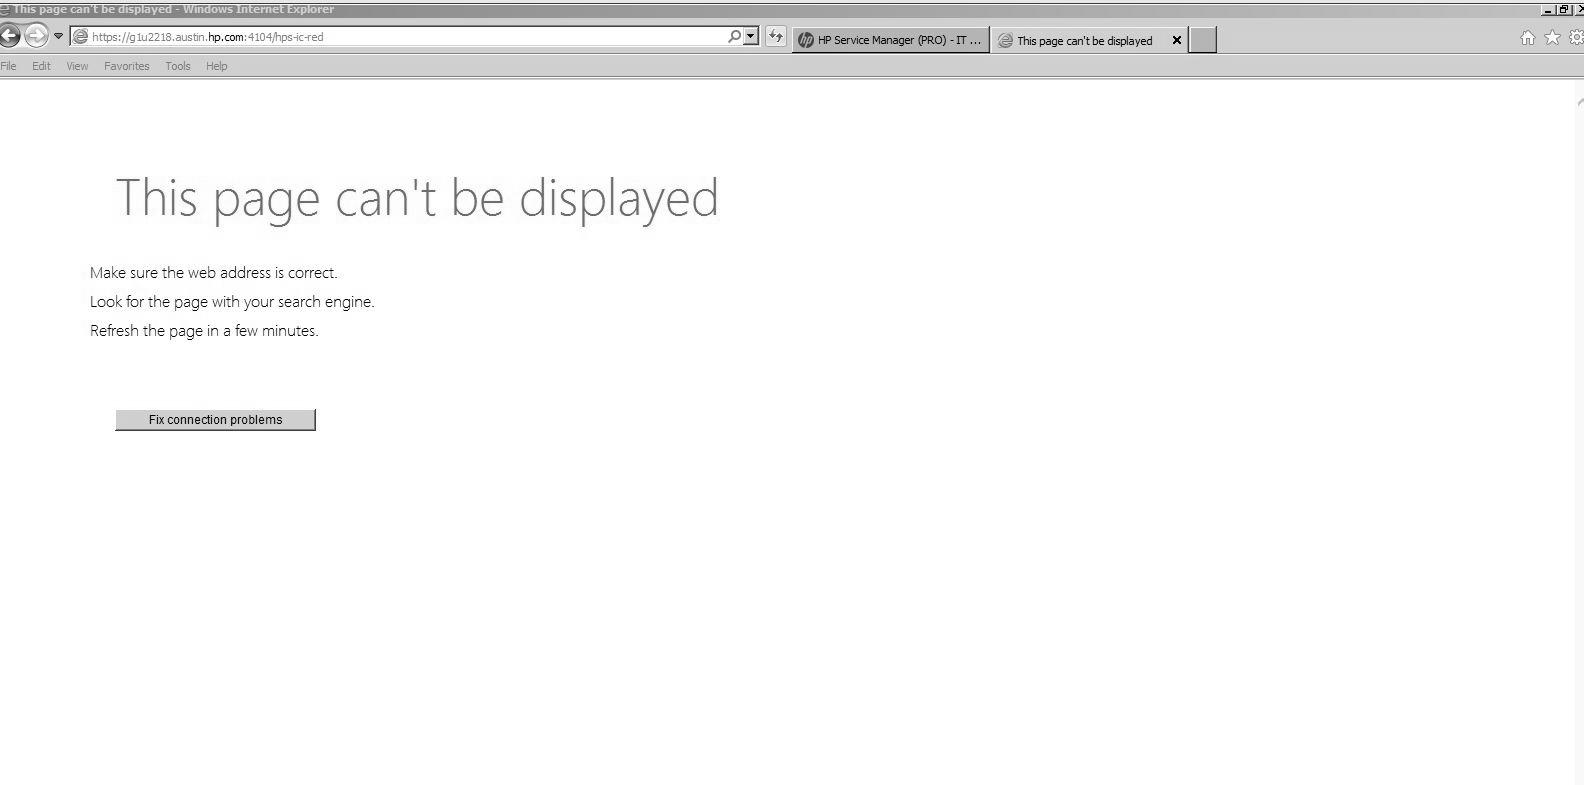 This page can't be displayed - Windows Internet Explorer
https://g1u2218.austin.hp.com:4104/hps-ic-red
HP Service Manager (PRO) - IT ...
This page can't be displayed
File Edit View Favorites Tools Help
This page can't be displayed
Make sure the web address is correct.
Look for the page with your search engine.
Refresh the page in a few minutes.
Fix connection problems